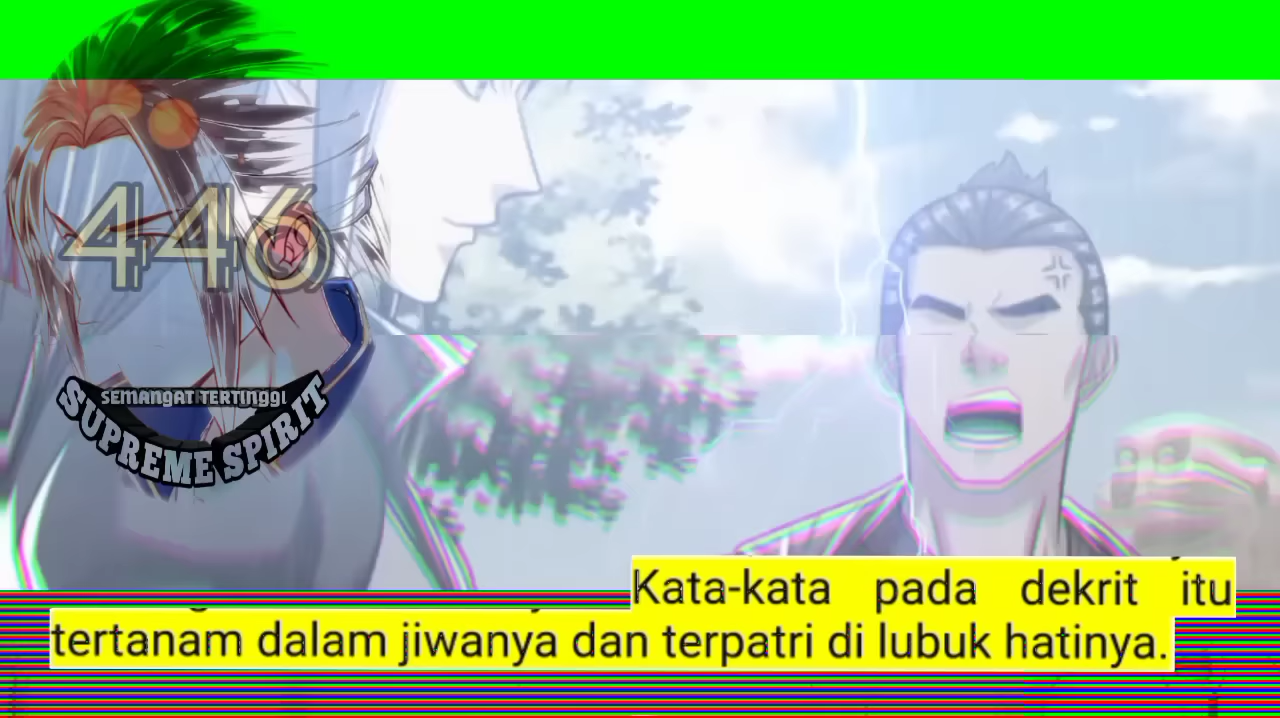 446
SEMANGAT TERTINGGI
SUPREME SPIRIT
Kata-kata pada dekrit itu
tertanam dalam jiwanya dan terpatri di lubuk hatinya.